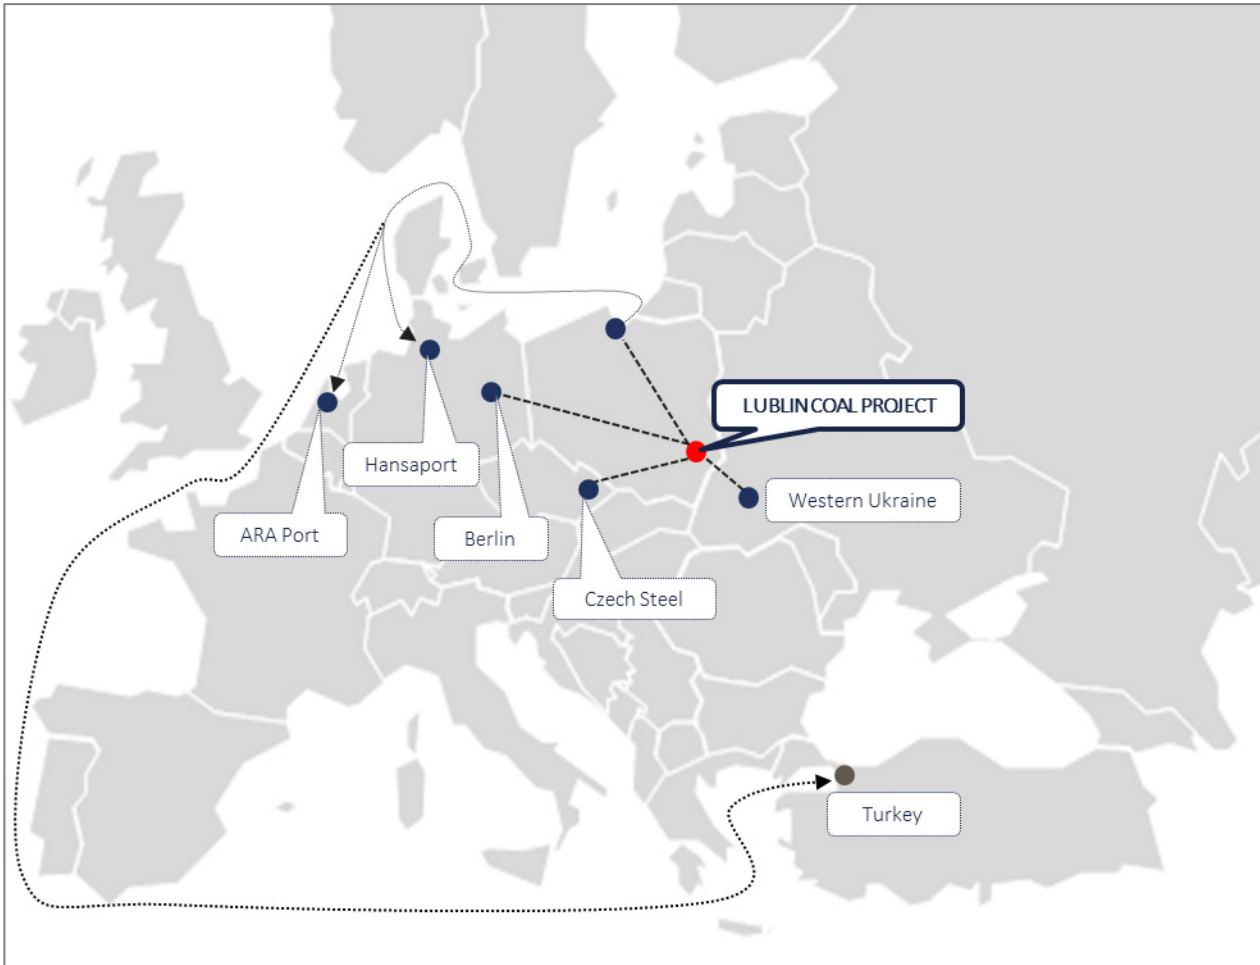 LUBLIN COAL PROJECT
Hansaport
Western Ukraine
ARA Port
Berlin
Czech Steel
Turkey